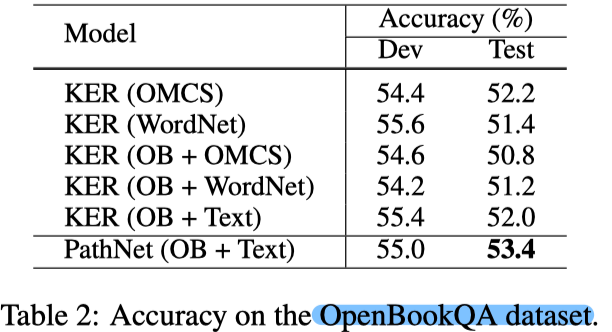 Model Accuracy (%)
Dev Test
KER (OMCS) 54.4 52.2
KER (WordNet) 55.6 51.4
KER (OB + OMCS) 54.6 50.8
KER (OB + WordNet) 54.2 51.2
KER (OB + Text) 55.4 52.0
PathNet (OB + Text) 55.0 53.4
Table 2: Accuracy on the OpenBookQA dataset.